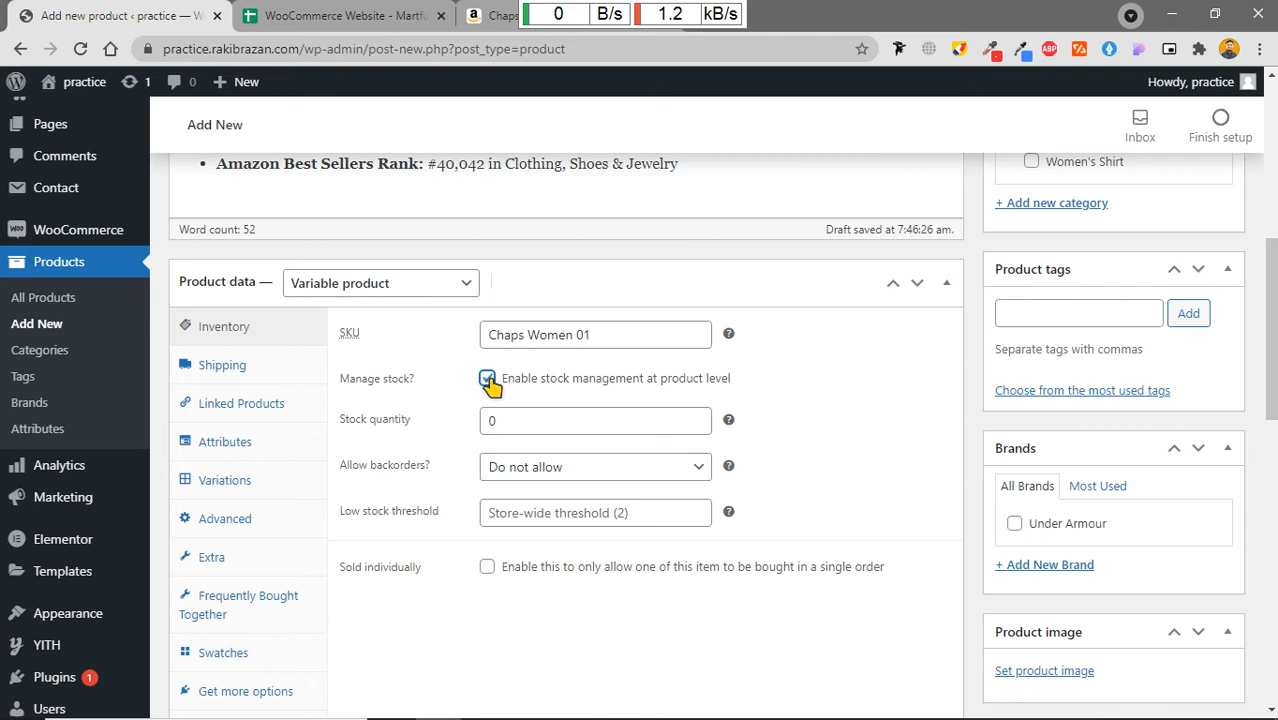 Add new product ‹ practice — W
WooCommerce Website - Martfu
Chaps
0 B/s 1.2 kB/s
practice.rakibrazan.com/wp-admin/post-new.php?post_type=product
practice 1 0 New
Howdy, practice
Pages
Comments
Contact
WooCommerce
Products
All Products
Add New
Categories
Tags
Brands
Attributes
Analytics
Marketing
Elementor
Templates
Appearance
YITH
Plugins 1
Users
Add New
Inbox
Finish setup
Amazon Best Sellers Rank: #40,042 in Clothing, Shoes & Jewelry
Word count: 52
Draft saved at 7:46:26 am.
Product data —
Variable product
Inventory
Shipping
Linked Products
Attributes
Variations
Advanced
Extra
Frequently Bought
Together
Swatches
Get more options
SKU
Chaps Women 01
Manage stock?
Enable stock management at product level
Stock quantity
0
Allow backorders?
Do not allow
Low stock threshold
Store-wide threshold (2)
Sold individually
Enable this to only allow one of this item to be bought in a single order
Women's Shirt
+ Add new category
Product tags
Add
Separate tags with commas
Choose from the most used tags
Brands
All Brands
Most Used
Under Armour
+ Add New Brand
Product image
Set product image